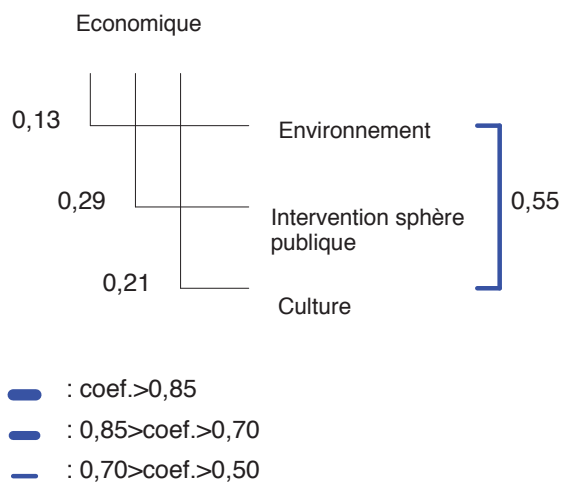 Economique
0,13
Environnement
0,29
Intervention sphère
publique
0,55
0,21
Culture
: coef.>0,85
: 0,85>coef.>0,70
: 0,70>coef.>0,50